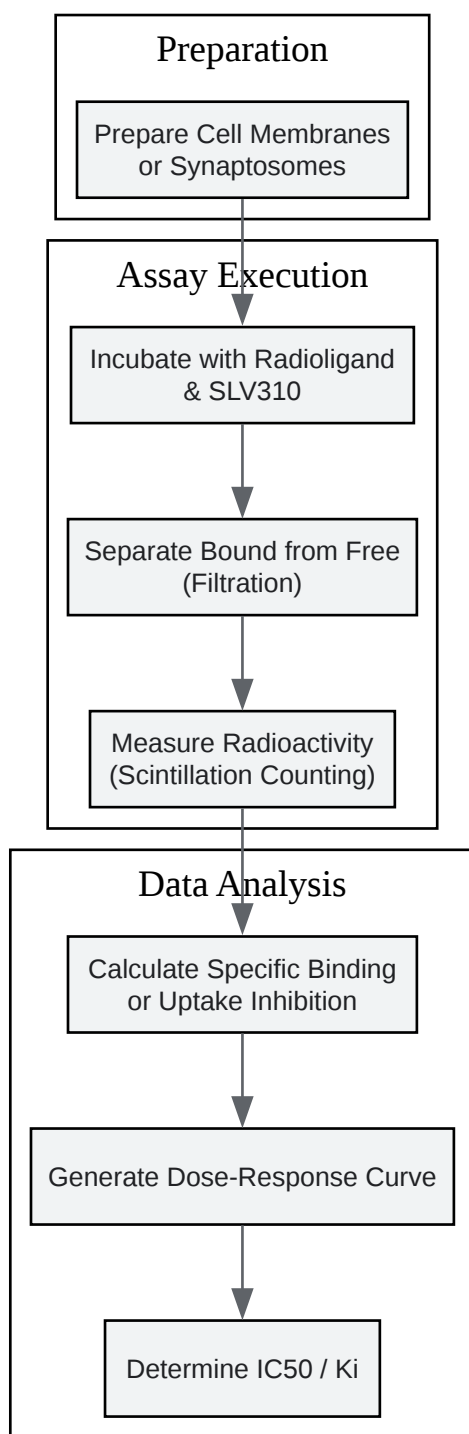 Preparation
Prepare Cell Membranes
or Synaptosomes
Assay Execution
Incubate with Radioligand
& SLV310
Separate Bound from Free
(Filtration)
Measure Radioactivity
(Scintillation Counting)
Data Analysis
Calculate Specific Binding
or Uptake Inhibition
Generate Dose-Response Curve
Determine IC50 / Ki